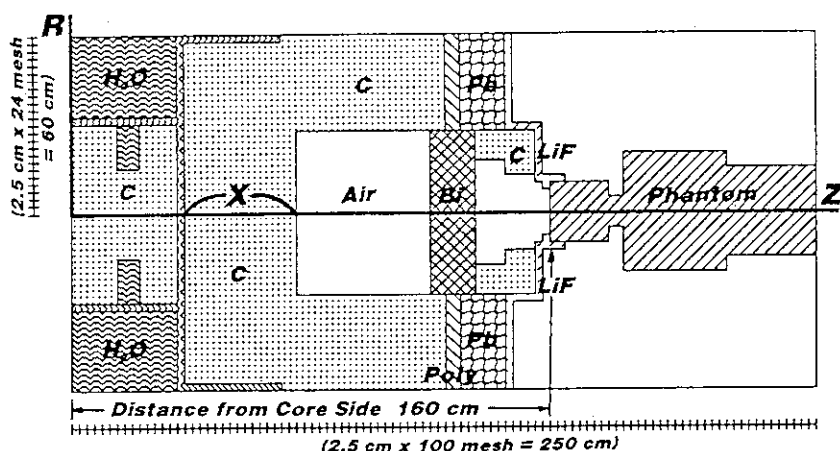 R
(2.5 cm x 24 mesh
= 60 cm)
H₂O
C
Pb
C
LiF
C
X
Air
Bi
Phantom
Z
C
LiF
H₂O
Pb
Poly
Distance from Core Side 160 cm
(2.5 cm x 100 mesh = 250 cm)